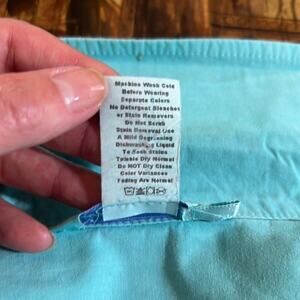 Machine Wash Cold
Before Wearing
Separate Colors
No Detergent Bleaches
or Stain Removers
Do Not Scrub
Stain Removal Use
A Mild Degreasing
Dishwashing Liquid
To Soak Stains
Tumble Dry Normal
Do NOT Dry Clean
Color Variances
Fading Are Normal